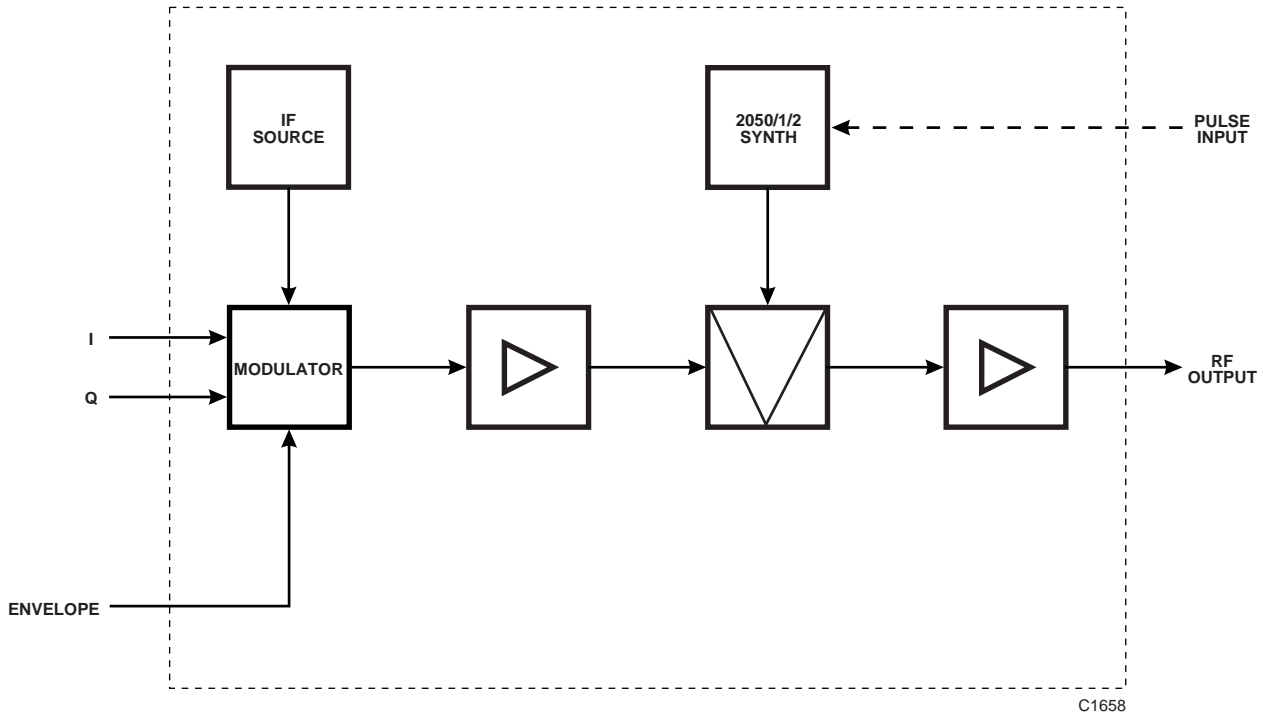 IF
SOURCE
2050/1/2
SYNTH
PULSE
INPUT
I
Q
MODULATOR
RF
OUTPUT
ENVELOPE
C1658